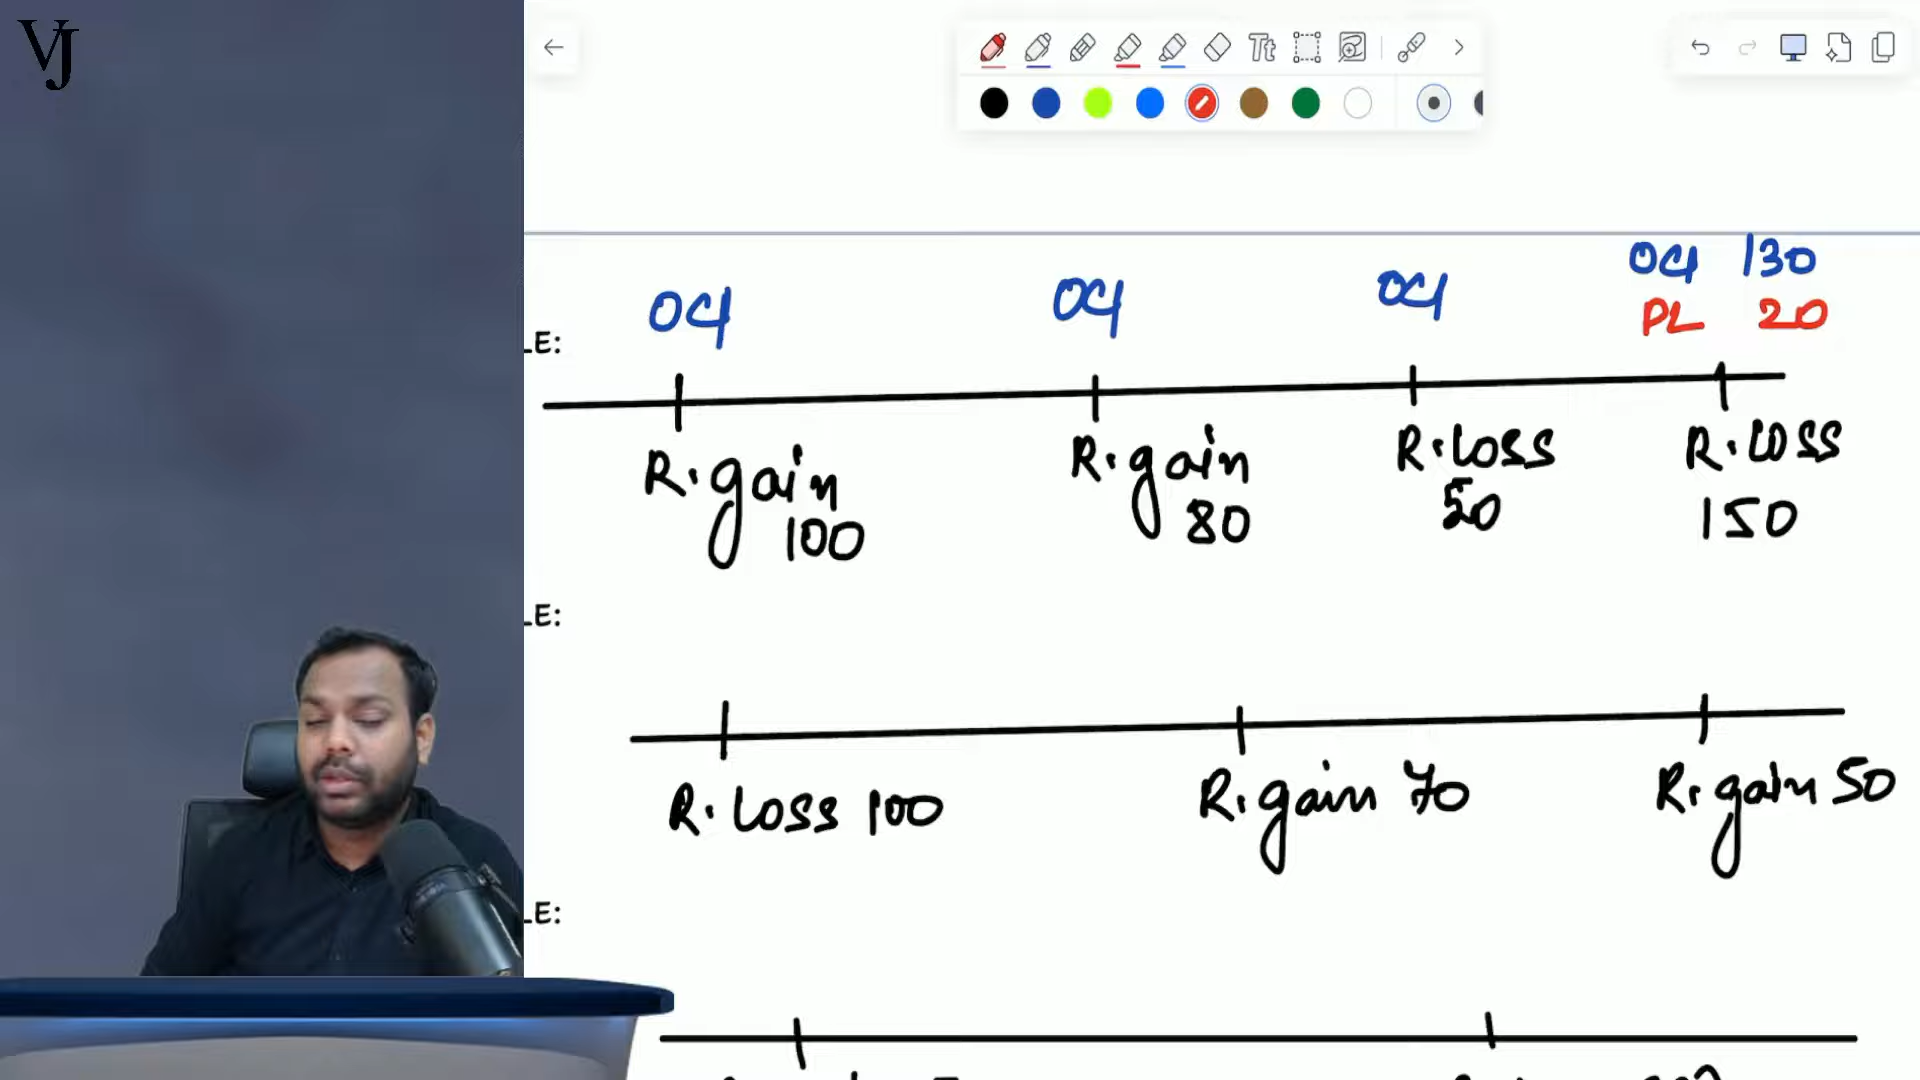 VJ
Tt
OCI OCI OCI OCI 130
PL 20
LE:
R. gain 100 R. gain 80 R. Loss 50 R. Loss 150
LE:
R. Loss 100 R. gain 70 R. gain 50
LE: